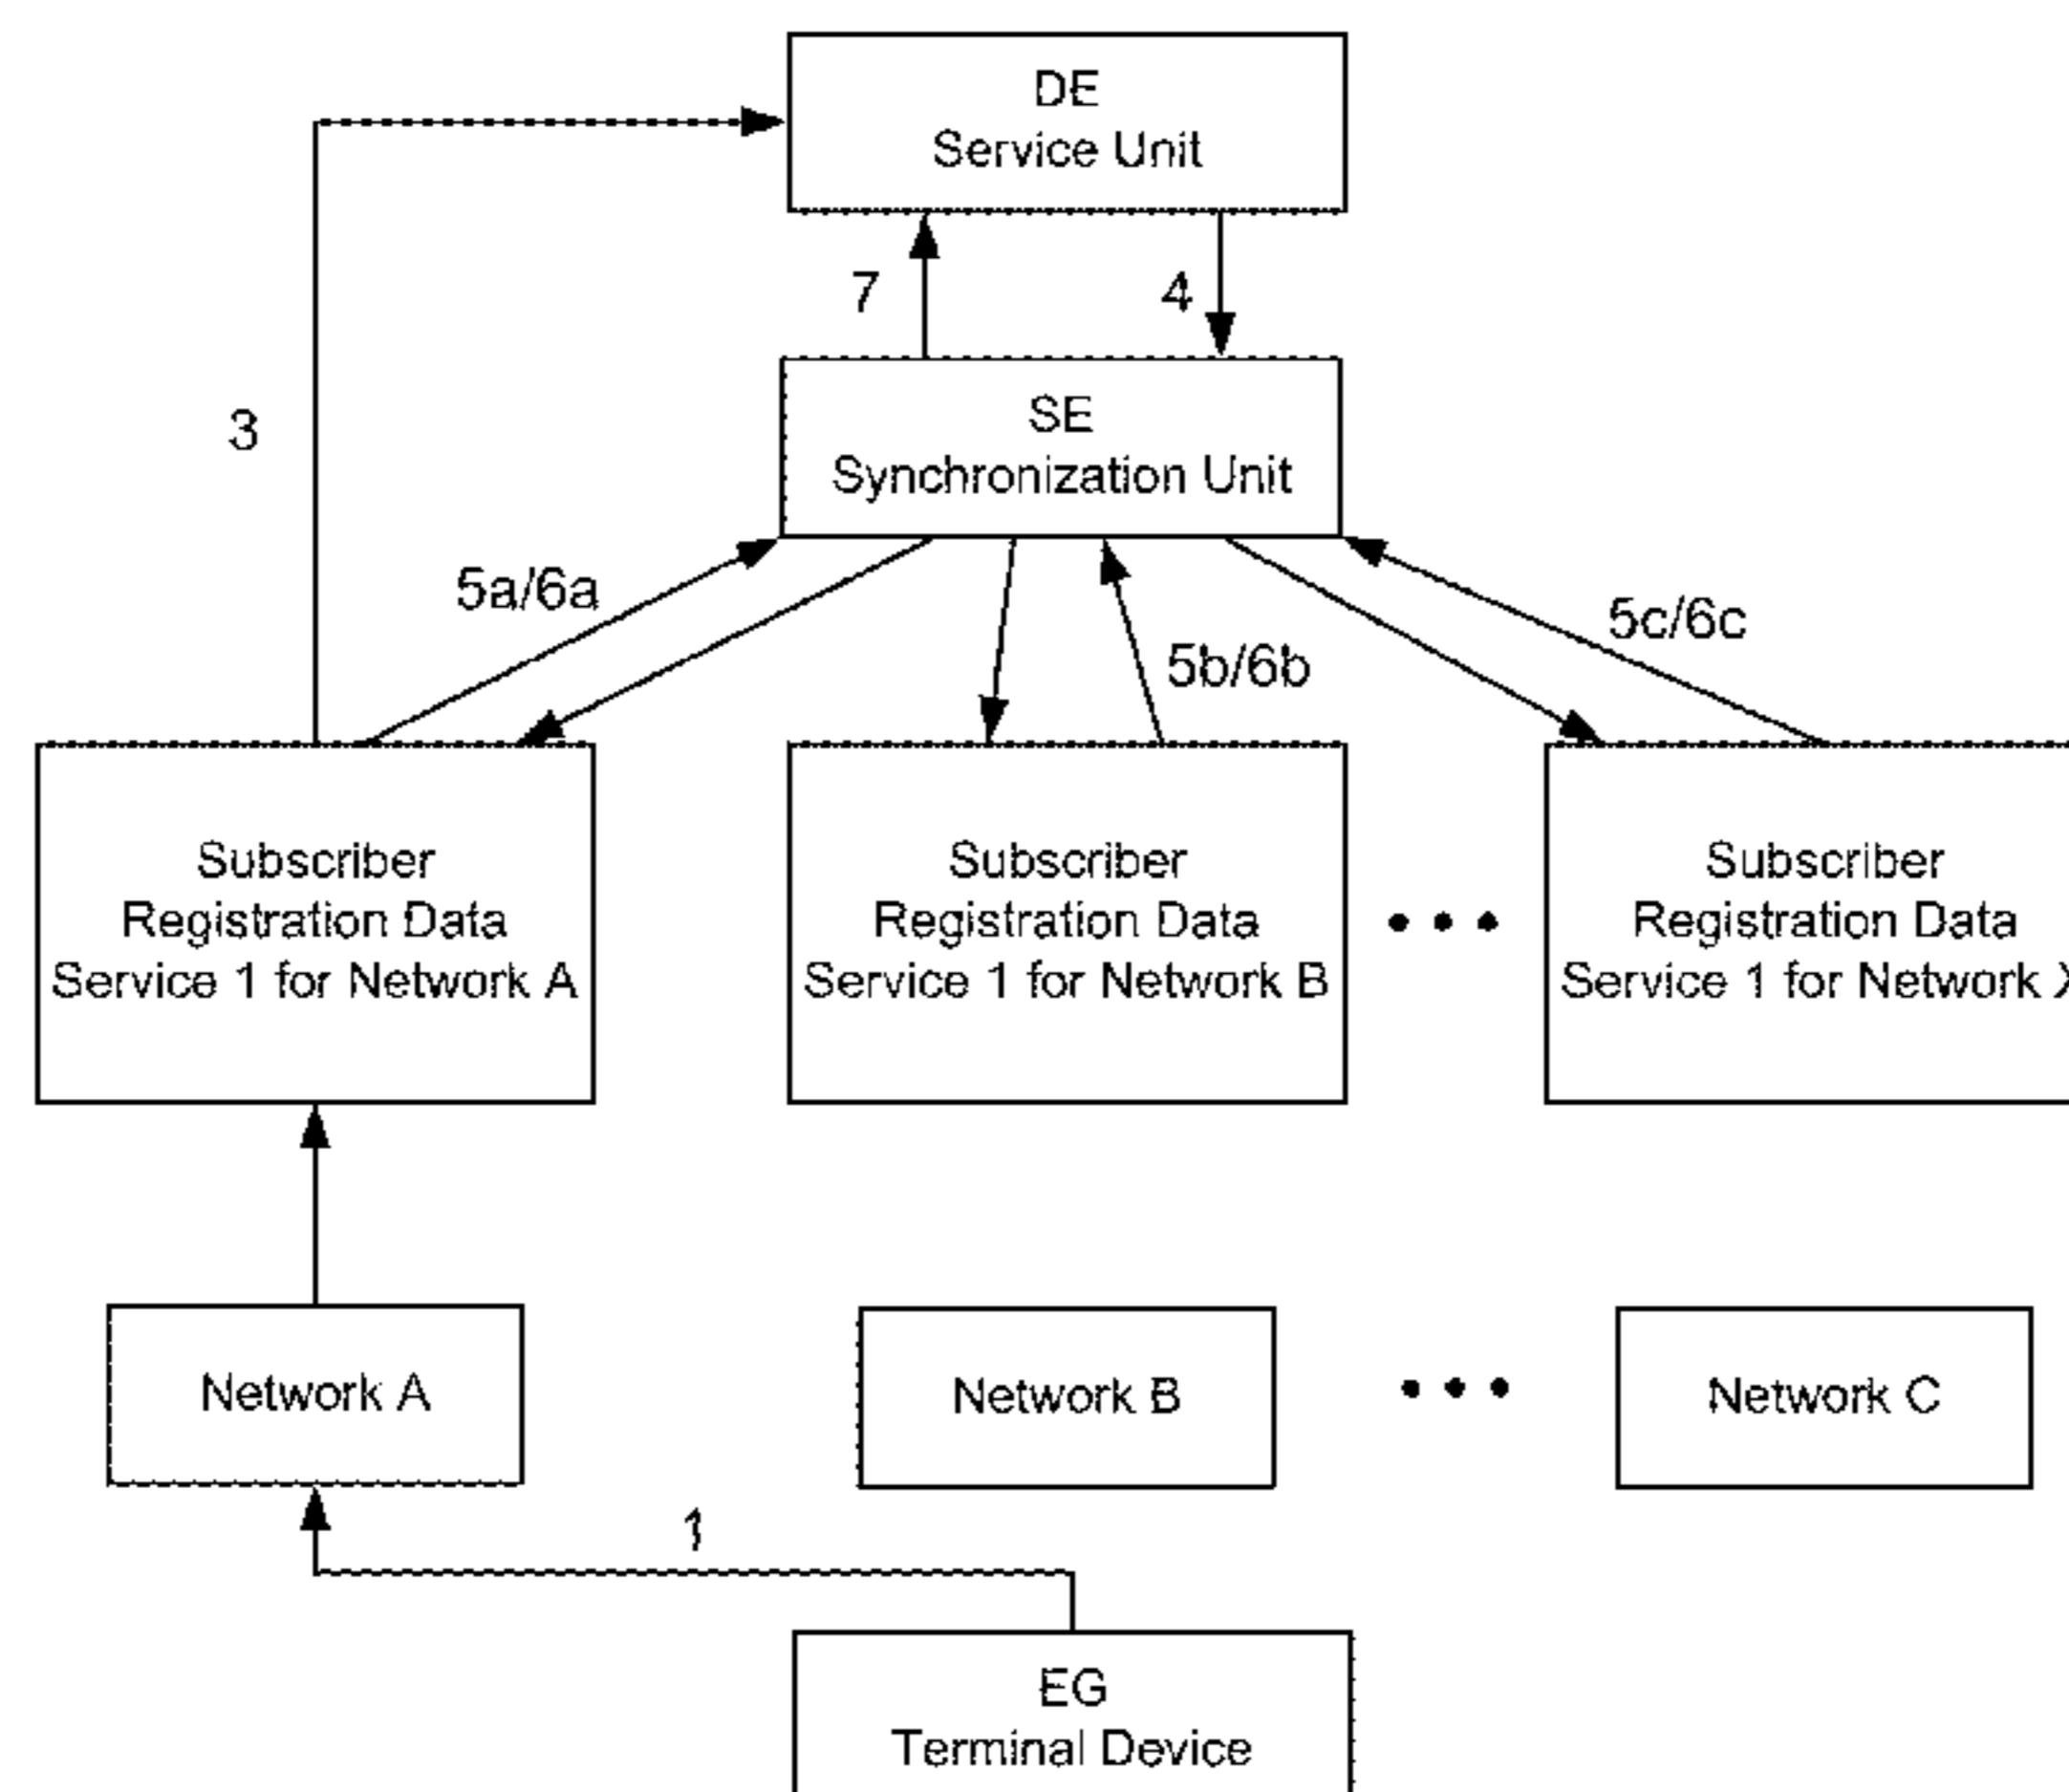 DE
Service Unit
7
4
3
SE
Synchronization Unit
5a/6a
5c/6c
5b/6b
Subscriber
Registration Data
Service 1 for Network A
Subscriber
Registration Data
Service 1 for Network B
Subscriber
Registration Data
Service 1 for Network X
Network A
Network B
Network C
1
EG
Terminal Device